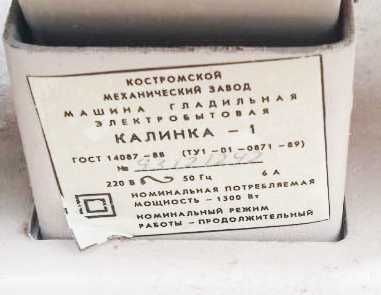 КОСТРОМСКОЙ
МЕХАНИЧЕСКИЙ ЗАВОД
МАШИНА ГЛАДИЛЬНАЯ
ЭЛЕКТРОБЫТОВАЯ
КАЛИНКА – 1
ГОСТ 14087-88 (ТУ1-01-0871-89)
№
220 В ~ 50 Гц 6 А
НОМИНАЛЬНАЯ ПОТРЕБЛЯЕМАЯ
МОЩНОСТЬ – 1300 Вт
НОМИНАЛЬНЫЙ РЕЖИМ
РАБОТЫ – ПРОДОЛЖИТЕЛЬНЫЙ